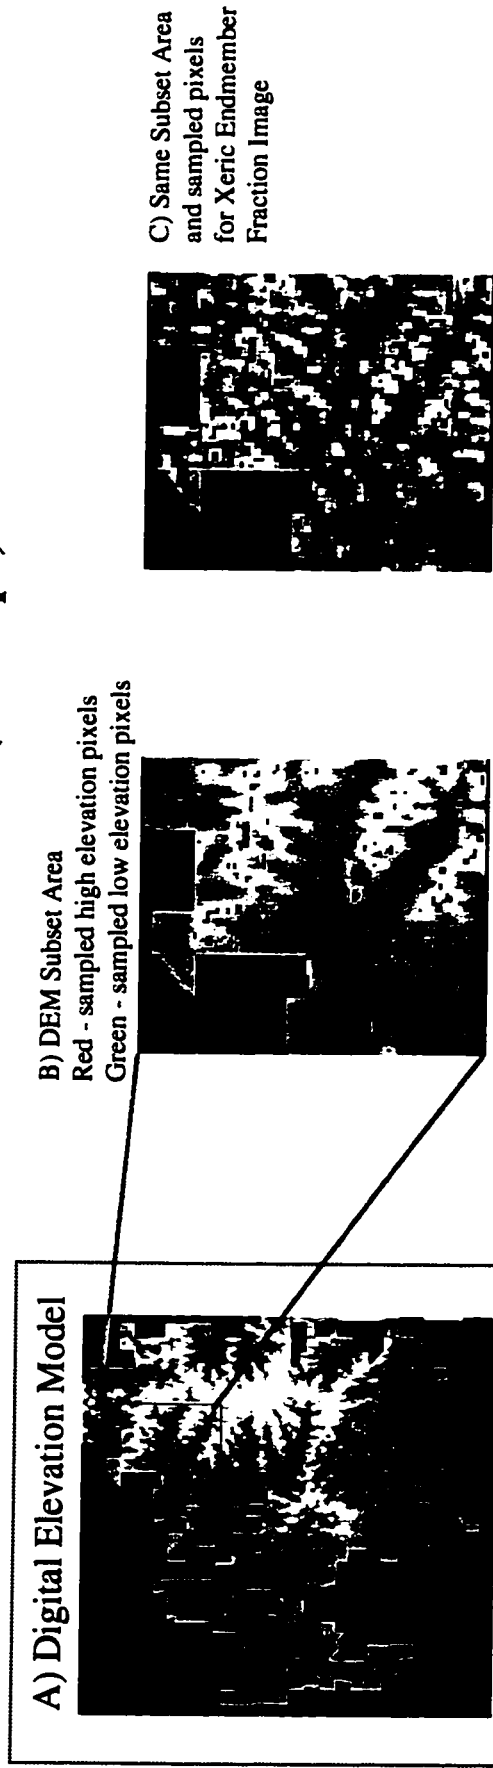 A) Digital Elevation Model
B) DEM Subset Area
Red - sampled high elevation pixels
Green - sampled low elevation pixels
C) Same Subset Area
and sampled pixels
for Xeric Endmember
Fraction Image